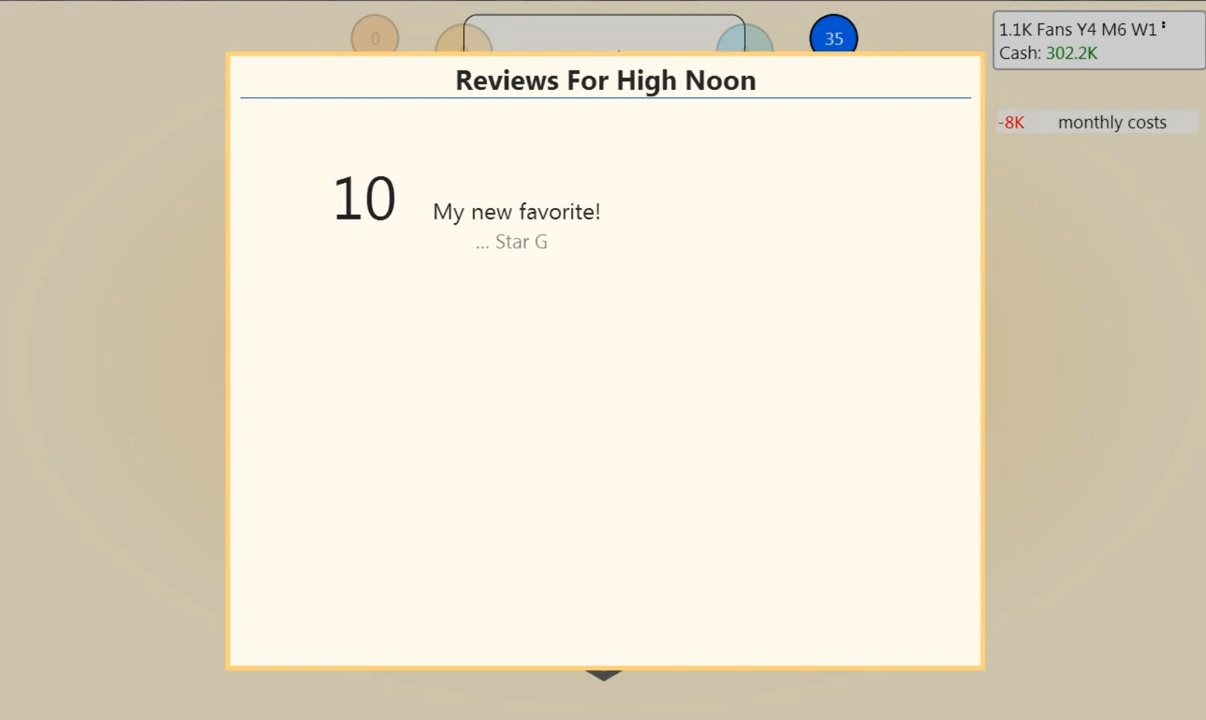 0
35
1.1K Fans Y4 M6 W1
Cash: 302.2K
Reviews For High Noon
-8K monthly costs
10 My new favorite!
... Star G